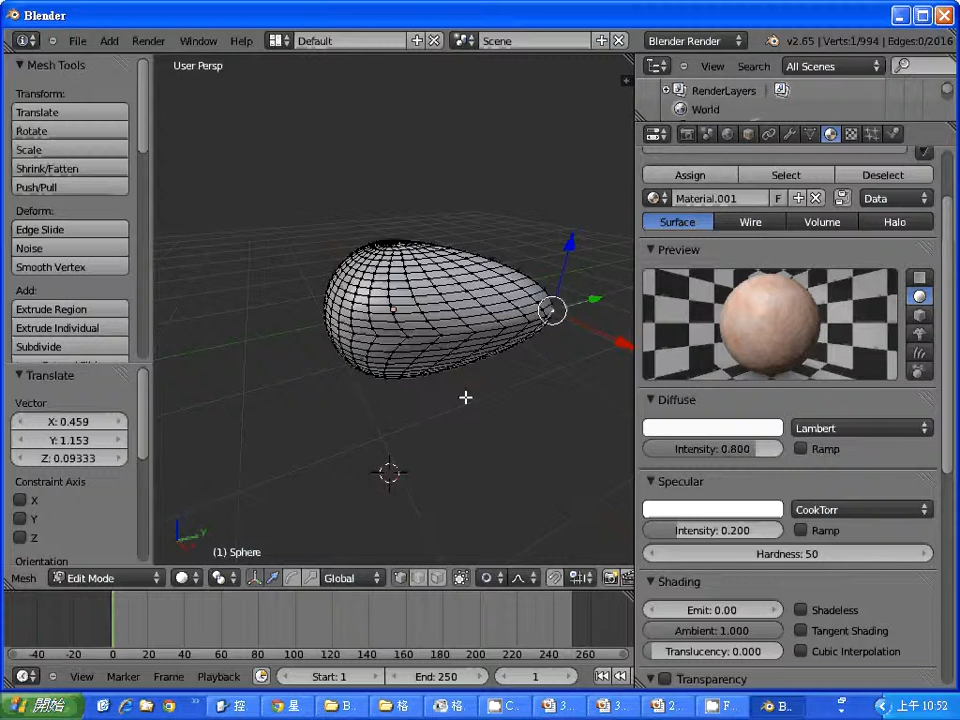 Blender
File Add Render Window Help Default Scene Blender Render v2.65 | Verts:1/994 | Edges:0/2016
Mesh Tools
Transform:
Translate
Rotate
Scale
Shrink/Fatten
Push/Pull
Deform:
Edge Slide
Noise
Smooth Vertex
Add:
Extrude Region
Extrude Individual
Subdivide
Translate
Vector
X: 0.459
Y: 1.153
Z: 0.09333
Constraint Axis
X
Y
Z
Orientation
User Persp
(1) Sphere
Mesh Edit Mode Global
View Search All Scenes
RenderLayers
World
Assign Select Deselect
Material.001 F Data
Surface Wire Volume Halo
Preview
Diffuse
Lambert
Intensity: 0.800 Ramp
Specular
CookTorr
Intensity: 0.200 Ramp
Hardness: 50
Shading
Emit: 0.00 Shadeless
Ambient: 1.000 Tangent Shading
Translucency: 0.000 Cubic Interpolation
Transparency
-40 -20 0 20 40 60 80 100 120 140 160 180 200 220 240 260
View Marker Frame Playback Start: 1 End: 250 1
開始 控 星 B... 格 格... C... 3... 3... 2... F... B... 上午 10:52